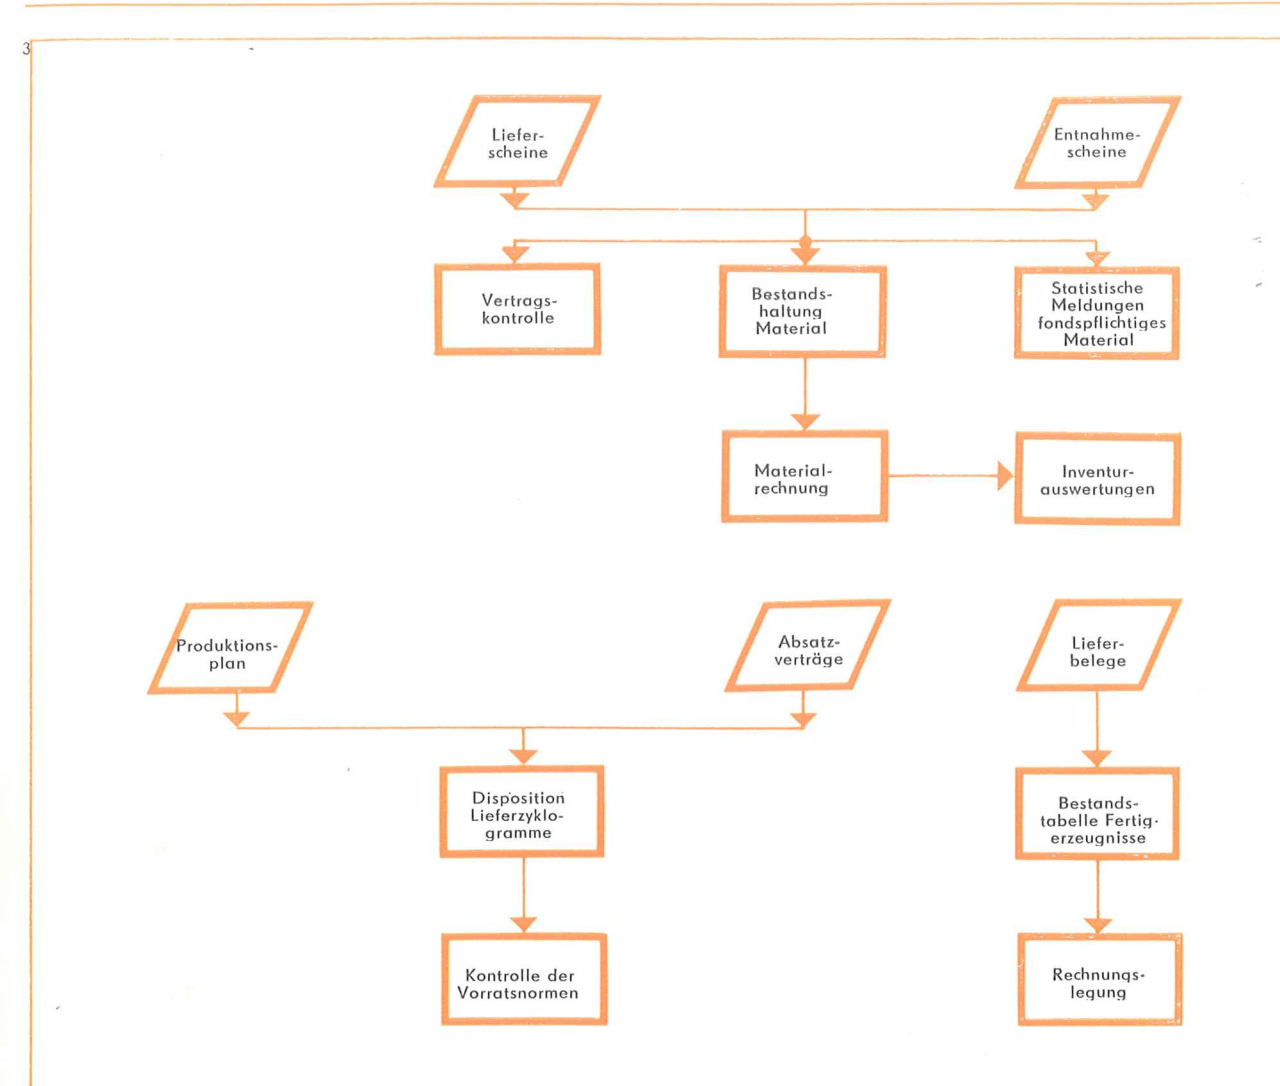 3
Liefer-
scheine
Entnahme-
scheine
Vertrags-
kontrolle
Bestands-
haltung
Material
Statistische
Meldungen
fondspflichtiges
Material
Material-
rechnung
Inventur-
auswertungen
Produktions-
plan
Absatz-
verträge
Liefer-
belege
Disposition
Lieferzyklo-
gramme
Bestands-
tabelle Fertig-
erzeugnisse
Kontrolle der
Vorratsnormen
Rechnungs-
legung